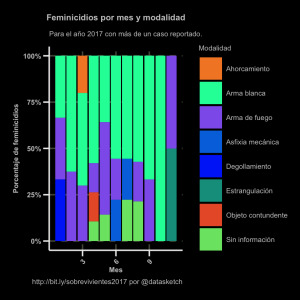 Feminicidios por mes y modalidad
Para el año 2017 con más de un caso reportado.
Modalidad
Ahorcamiento
Arma blanca
Arma de fuego
Asfixia mecánica
Degollamiento
Estrangulación
Objeto contundente
Sin información
Porcentaje de feminicidios
100%
75%
50%
25%
0%
3
6
9
Mes
http://bit.ly/sobrevivientes2017 por @datasketch